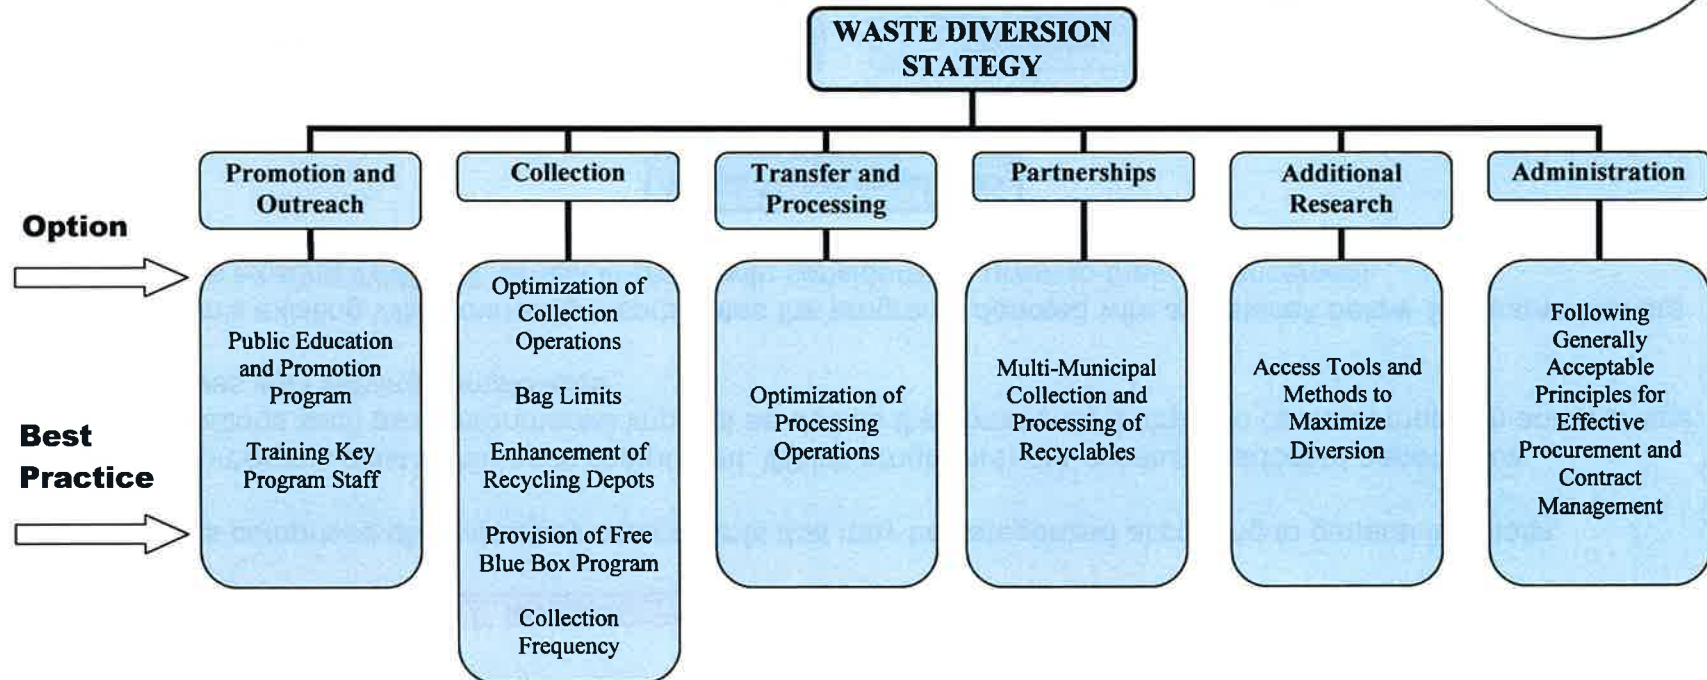 WASTE DIVERSION
STATEGY
Promotion and
Outreach
Collection
Transfer and
Processing
Partnerships
Additional
Research
Administration
Option
Best
Practice
Public Education
and Promotion
Program
Training Key
Program Staff
Optimization of
Collection
Operations
Bag Limits
Enhancement of
Recycling Depots
Provision of Free
Blue Box Program
Collection
Frequency
Optimization of
Processing
Operations
Multi-Municipal
Collection and
Processing of
Recyclables
Access Tools and
Methods to
Maximize
Diversion
Following
Generally
Acceptable
Principles for
Effective
Procurement and
Contract
Management